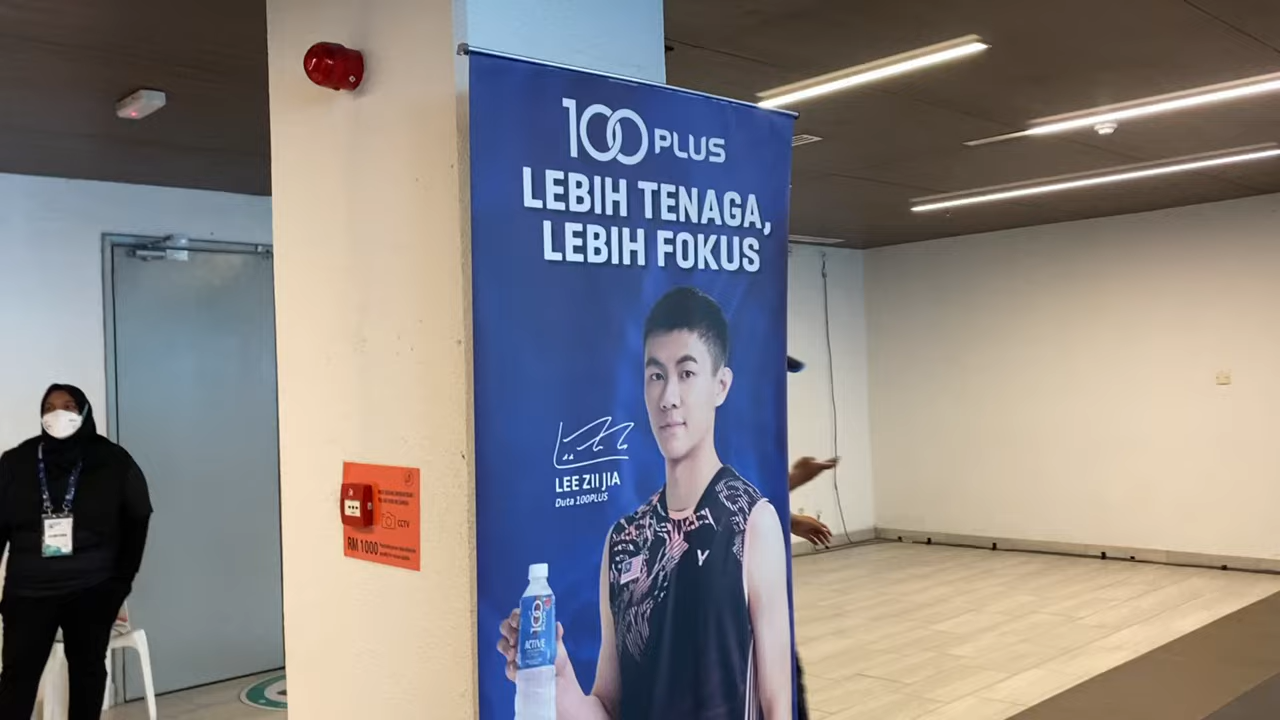 100PLUS
LEBIH TENAGA,
LEBIH FOKUS
LEE ZII JIA
Duta 100PLUS
ACTIVE
CCTV
RM 1000